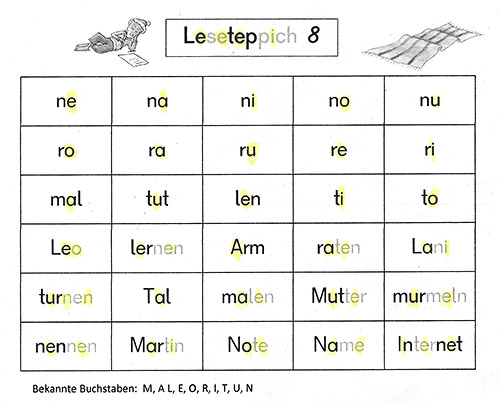 Leseteppich 8
ne na ni no nu
ro ra ru re ri
mal tut len ti to
Leo lernen Arm raten Lani
turnen Tal malen Mutter murmeln
nennen Martin Note Name Internet
Bekannte Buchstaben: M, A L, E, O, R, I, T, U, N